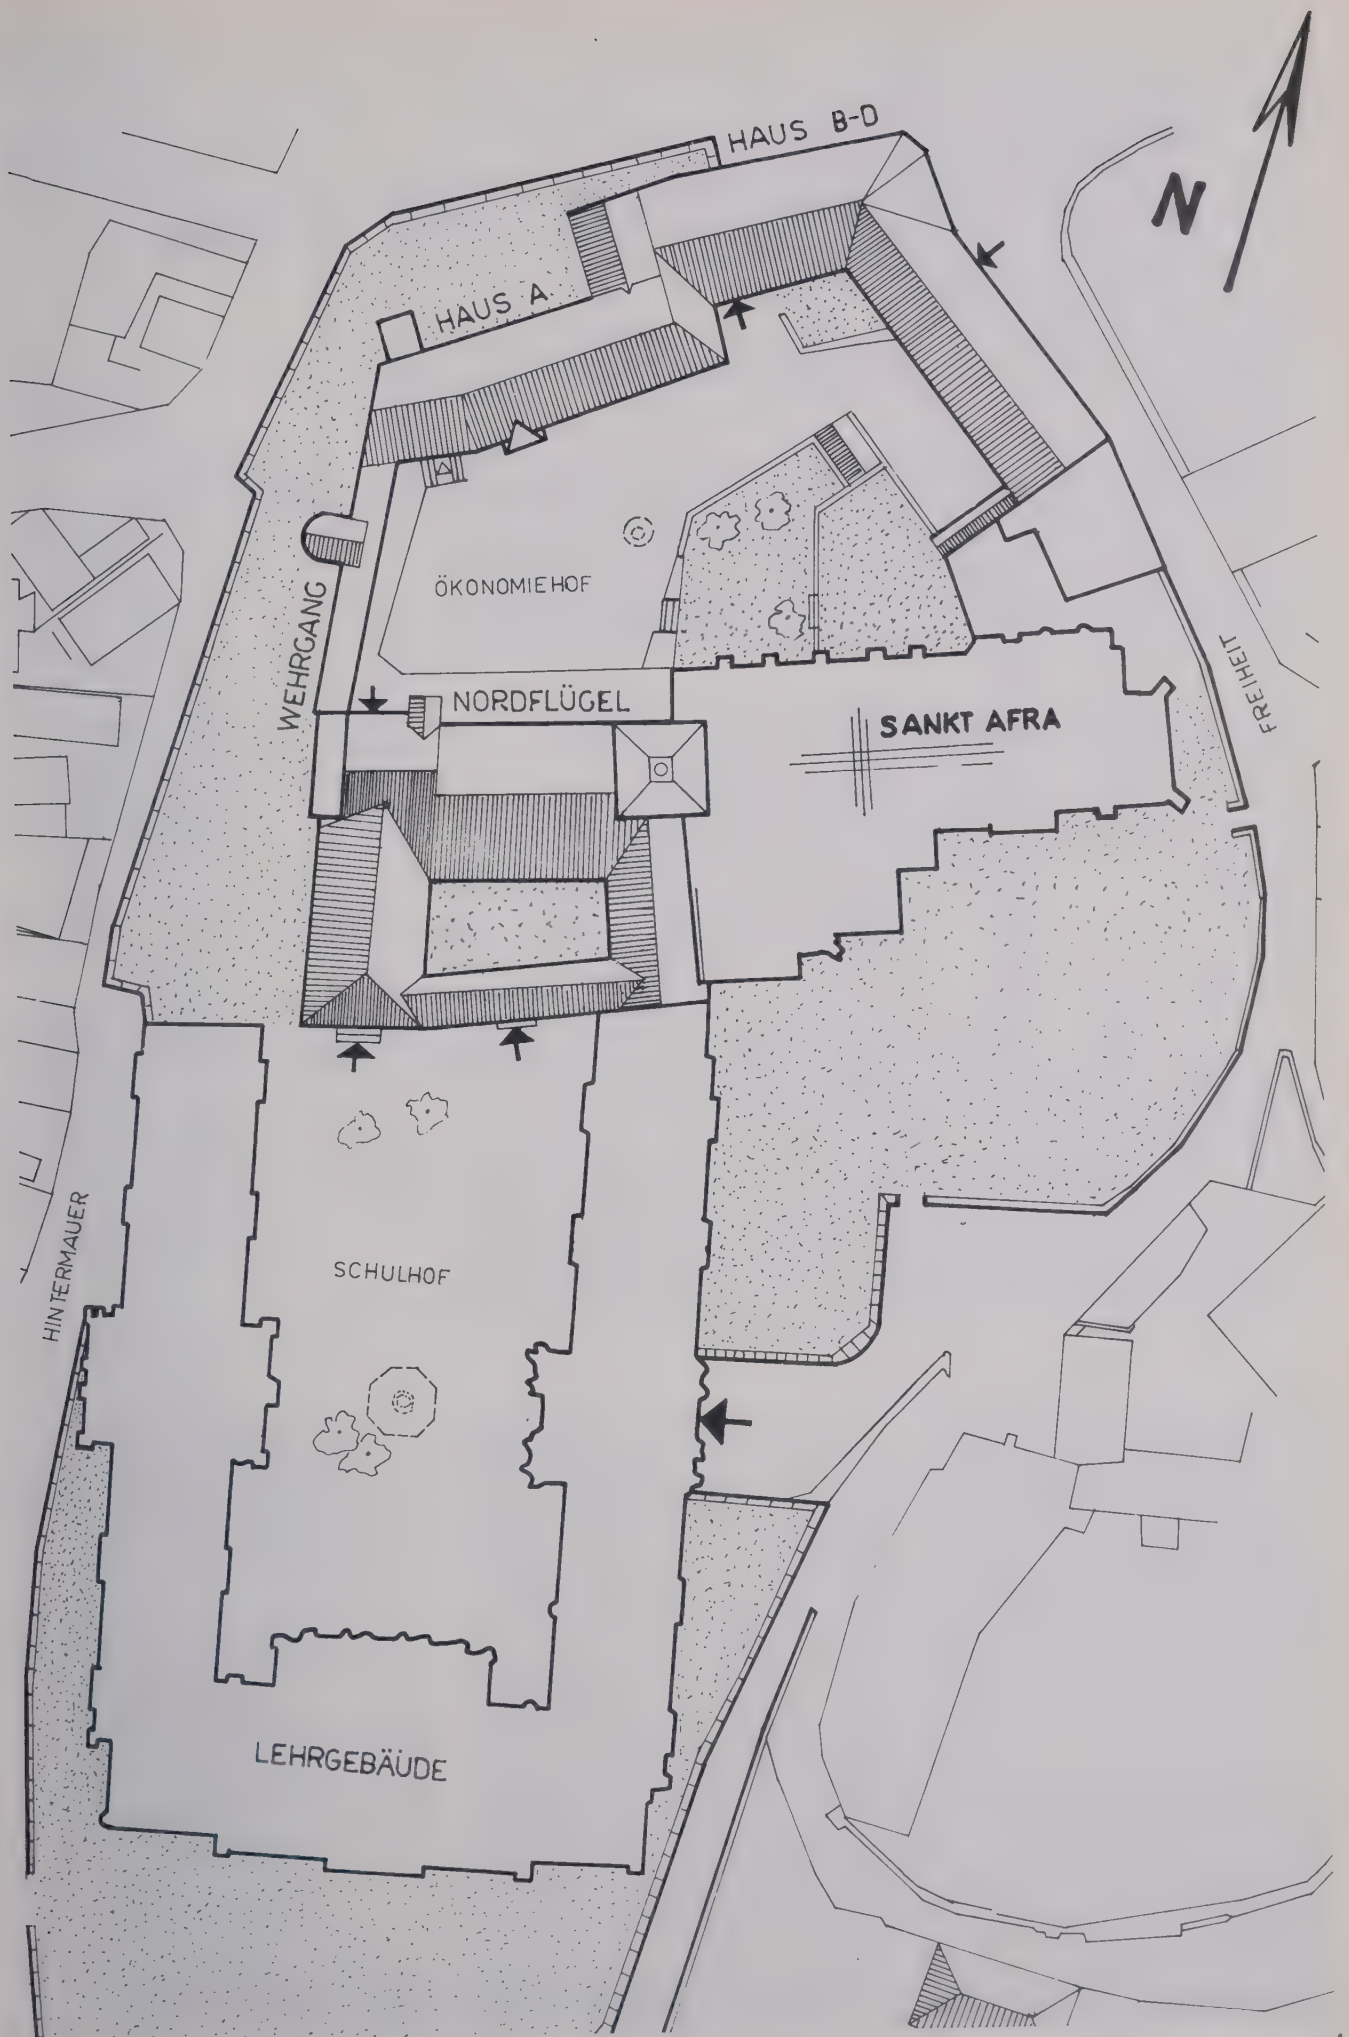 HAUS B-D
N
HAUS A
ÖKONOMIEHOF
WEHRGANG
FREIHEIT
NORDFLÜGEL
SANKT AFRA
HINTERMAUER
SCHULHOF
LEHRGEBÄUDE